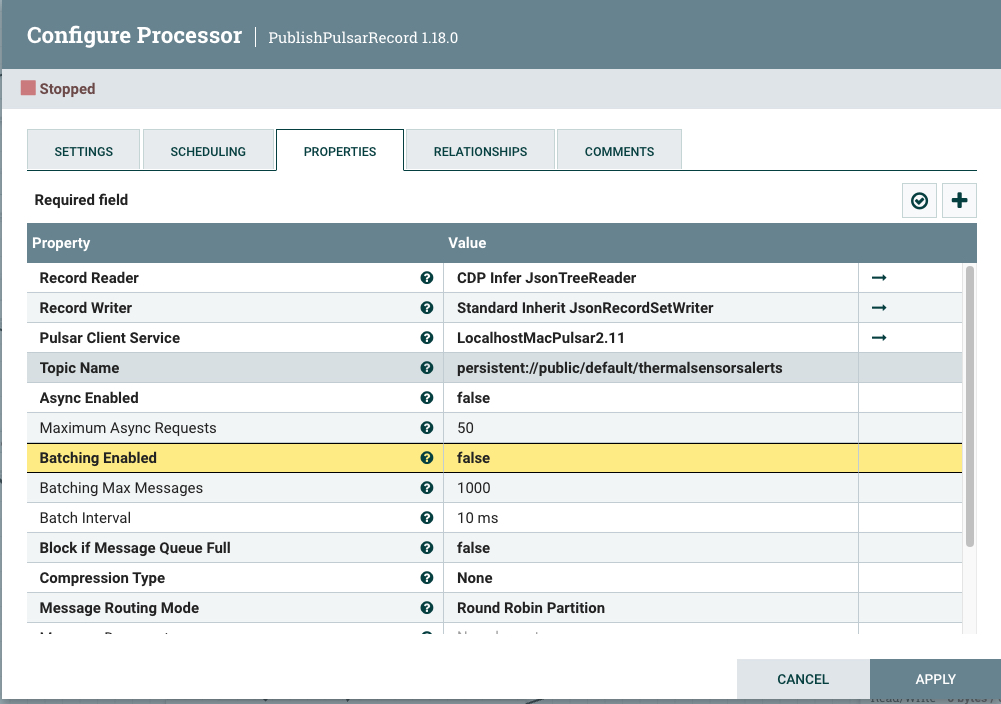 Configure Processor | PublishPulsarRecord 1.18.0
Stopped
SETTINGS SCHEDULING PROPERTIES RELATIONSHIPS COMMENTS
Required field
Property Value
Record Reader CDP Infer JsonTreeReader
Record Writer Standard Inherit JsonRecordSetWriter
Pulsar Client Service LocalhostMacPulsar2.11
Topic Name persistent://public/default/thermalsensorsalerts
Async Enabled false
Maximum Async Requests 50
Batching Enabled false
Batching Max Messages 1000
Batch Interval 10 ms
Block if Message Queue Full false
Compression Type None
Message Routing Mode Round Robin Partition
CANCEL APPLY